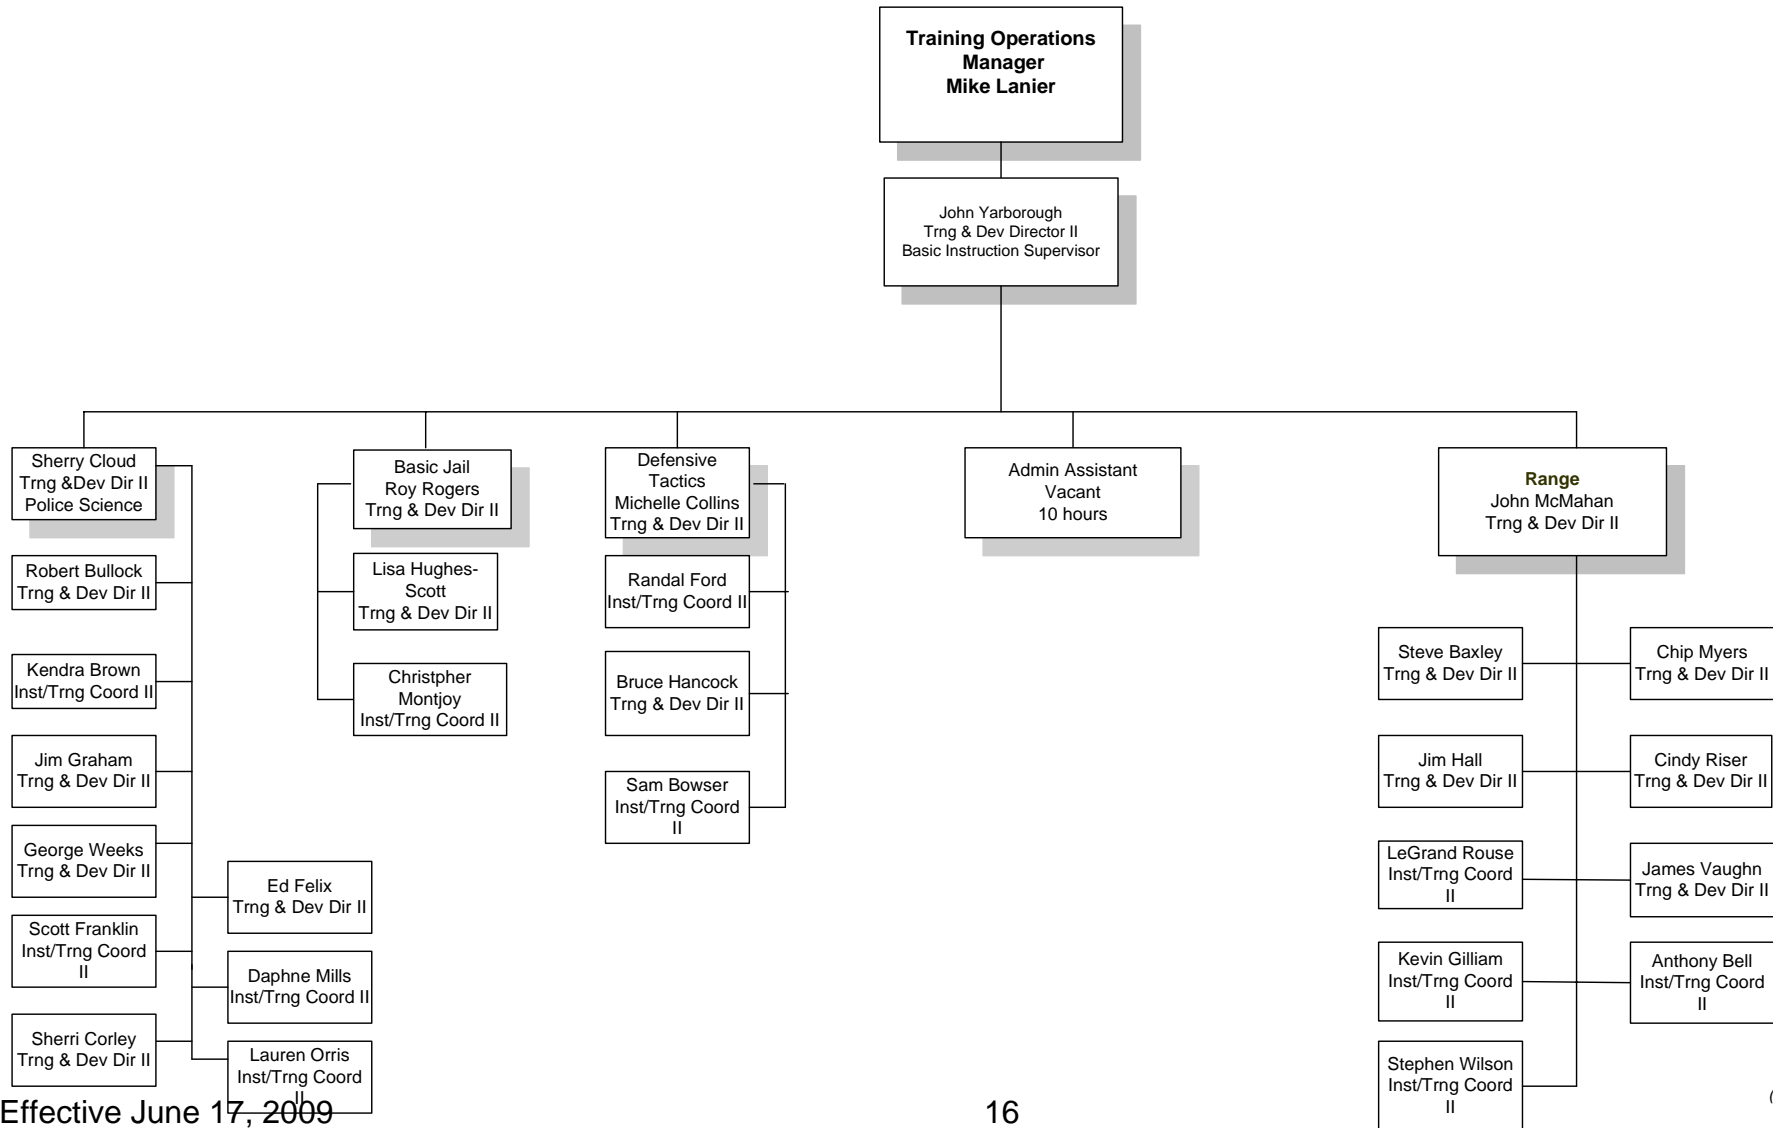 Training Operations
Manager
Mike Lanier
John Yarborough
Trng & Dev Director II
Basic Instruction Supervisor
Sherry Cloud
Trng &Dev Dir II
Police Science
Robert Bullock
Trng & Dev Dir II
Kendra Brown
Inst/Trng Coord II
Jim Graham
Trng & Dev Dir II
George Weeks
Trng & Dev Dir II
Scott Franklin
Inst/Trng Coord
II
Sherri Corley
Trng & Dev Dir II
Ed Felix
Trng & Dev Dir II
Daphne Mills
Inst/Trng Coord II
Lauren Orris
Inst/Trng Coord
II
Basic Jail
Roy Rogers
Trng & Dev Dir II
Lisa Hughes-
Scott
Trng & Dev Dir II
Christpher
Montjoy
Inst/Trng Coord II
Defensive
Tactics
Michelle Collins
Trng & Dev Dir II
Randal Ford
Inst/Trng Coord II
Bruce Hancock
Trng & Dev Dir II
Sam Bowser
Inst/Trng Coord
II
Admin Assistant
Vacant
10 hours
Range
John McMahan
Trng & Dev Dir II
Steve Baxley
Trng & Dev Dir II
Jim Hall
Trng & Dev Dir II
LeGrand Rouse
Inst/Trng Coord
II
Kevin Gilliam
Inst/Trng Coord
II
Stephen Wilson
Inst/Trng Coord
II
Chip Myers
Trng & Dev Dir II
Cindy Riser
Trng & Dev Dir II
James Vaughn
Trng & Dev Dir II
Anthony Bell
Inst/Trng Coord
II
Effective June 17, 2009
16